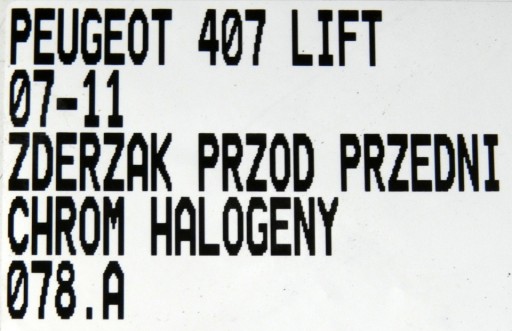 PEUGEOT 407 LIFT
07-11
ZDERZAK PRZOD PRZEDNI
CHROM HALOGENY
078.A